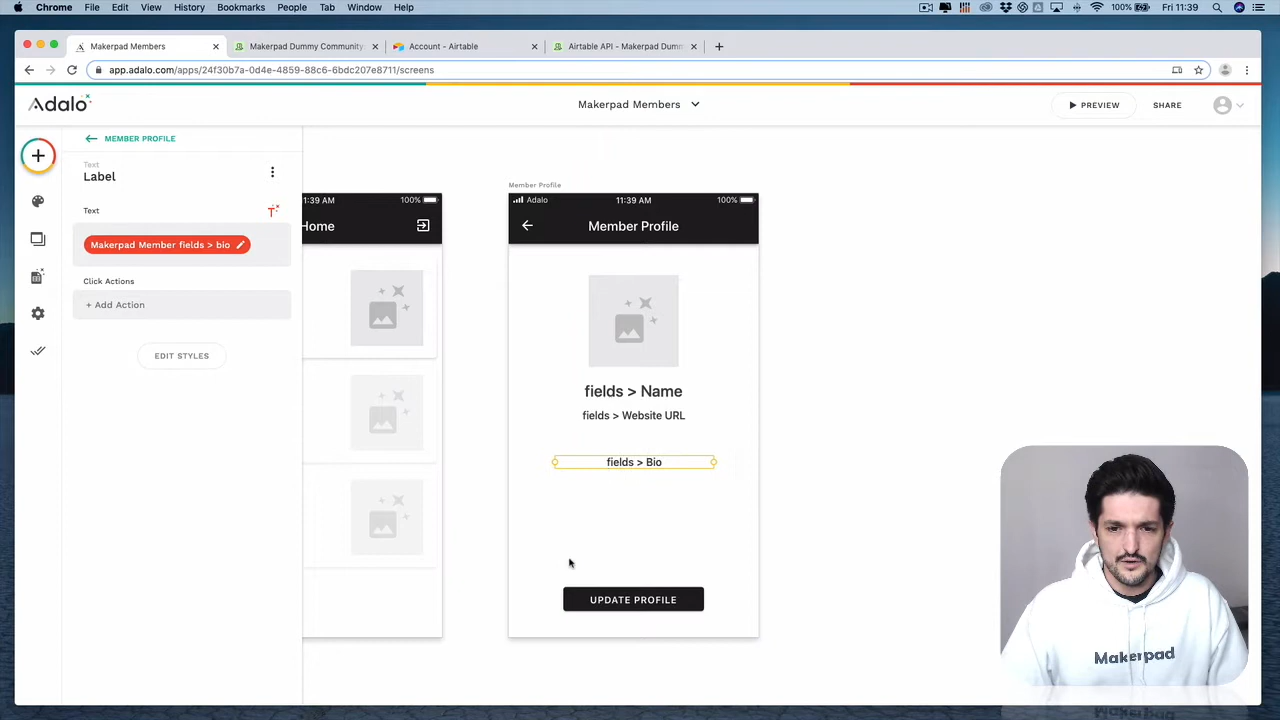 Chrome File Edit View History Bookmarks People Tab Window Help 100% Fri 11:39
Makerpad Members
Makerpad Dummy Community
Account - Airtable
Airtable API - Makerpad Dum
app.adalo.com/apps/24f30b7a-0d4e-4859-88c6-6bdc207e8711/screens
Adalo
Makerpad Members
PREVIEW
SHARE
MEMBER PROFILE
Text
Label
Text
Makerpad Member fields > bio
Click Actions
+ Add Action
EDIT STYLES
:39 AM 100%
Home
Member Profile
Adalo 11:39 AM 100%
Member Profile
fields > Name
fields > Website URL
fields > Bio
UPDATE PROFILE
Makerpad